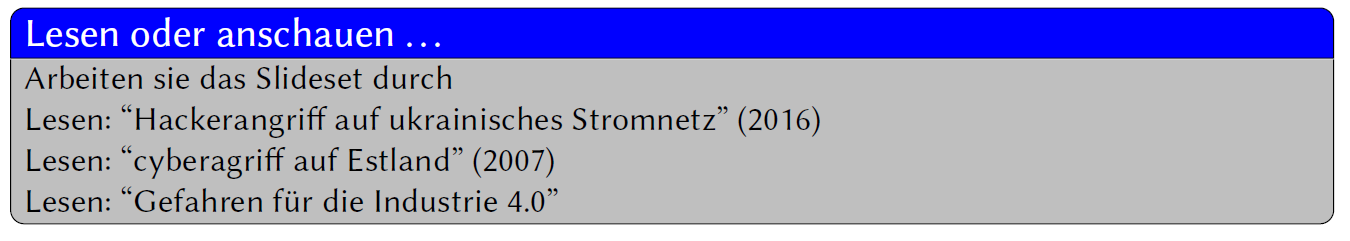 Lesen oder anschauen …
Arbeiten sie das Slideset durch
Lesen: “Hackerangriff auf ukrainisches Stromnetz” (2016)
Lesen: “cyberagriff auf Estland” (2007)
Lesen: “Gefahren für die Industrie 4.0”